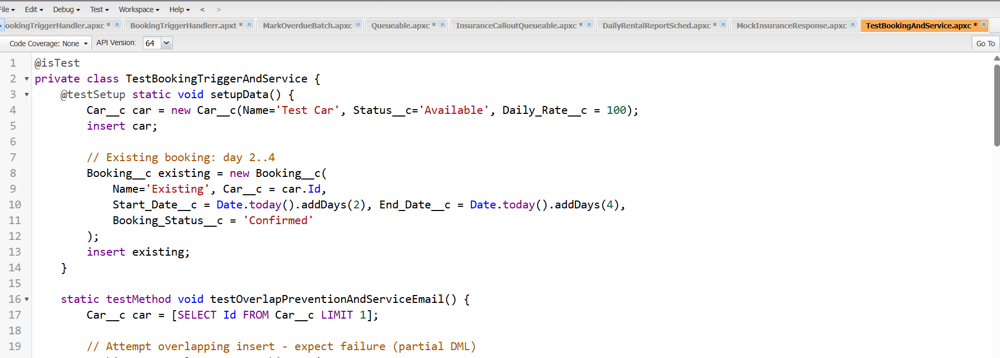 File Edit Debug Test Workspace Help < >
ookingTriggerHandler.apxc * BookingTriggerHandlerr.apxt * MarkOverdueBatch.apxc Queueable.apxc * InsuranceCalloutQueueable.apxc * DailyRentalReportSched.apxc * MockInsuranceResponse.apxc TestBookingAndService.apxc *
Code Coverage: None API Version: 64 Go To
1 @isTest
2 private class TestBookingTriggerAndService {
3 @testSetup static void setupData() {
4 Car__c car = new Car__c(Name='Test Car', Status__c='Available', Daily_Rate__c = 100);
5 insert car;
6
7 // Existing booking: day 2..4
8 Booking__c existing = new Booking__c(
9 Name='Existing', Car__c = car.Id,
10 Start_Date__c = Date.today().addDays(2), End_Date__c = Date.today().addDays(4),
11 Booking_Status__c = 'Confirmed'
12 );
13 insert existing;
14 }
15
16 static testMethod void testOverlapPreventionAndServiceEmail() {
17 Car__c car = [SELECT Id FROM Car__c LIMIT 1];
18
19 // Attempt overlapping insert - expect failure (partial DML)